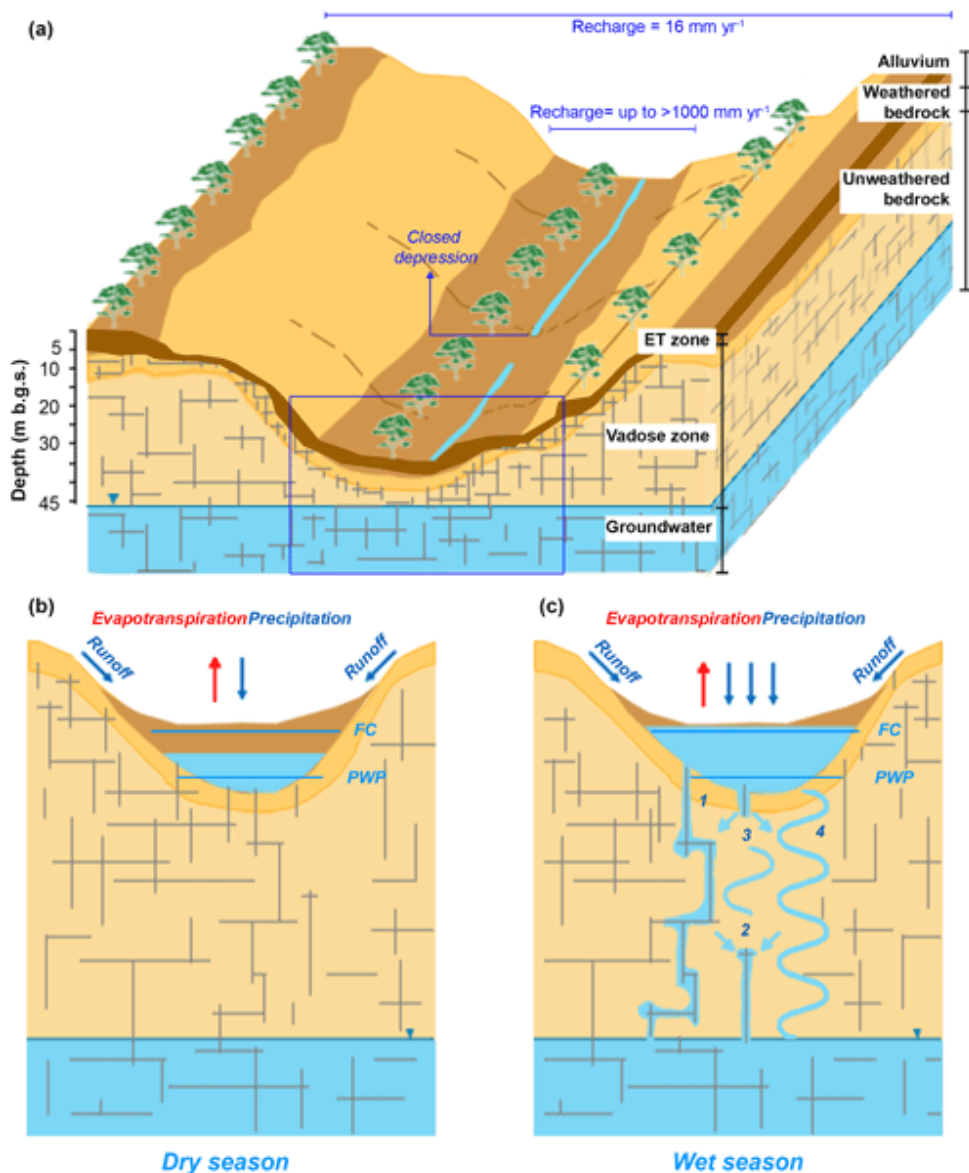 (a)
Recharge = 16 mm yr⁻¹
Alluvium
Weathered
bedrock
Recharge= up to >1000 mm yr⁻¹
Unweathered
bedrock
Closed
depression
ET zone
Depth (m b.g.s.)
5
10
20
30
45
Vadose zone
Groundwater
(b)
Evapotranspiration Precipitation
Runoff
Runoff
FC
PWP
Dry season
(c)
Evapotranspiration Precipitation
Runoff
Runoff
FC
PWP
1
3
4
2
Wet season